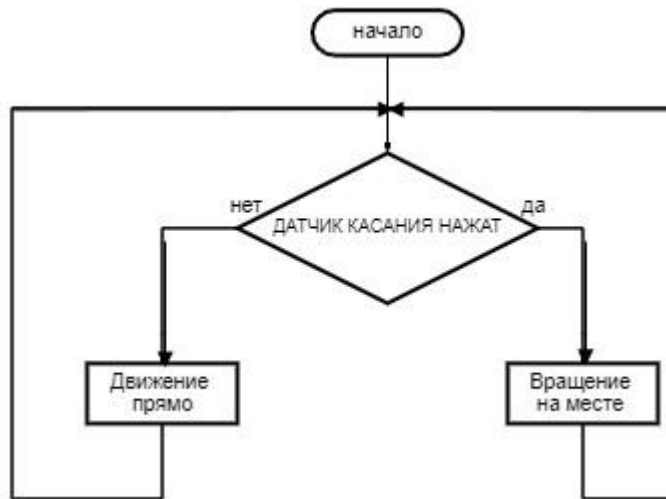 начало
нет
да
ДАТЧИК КАСАНИЯ НАЖАТ
Движение
прямо
Вращение
на месте